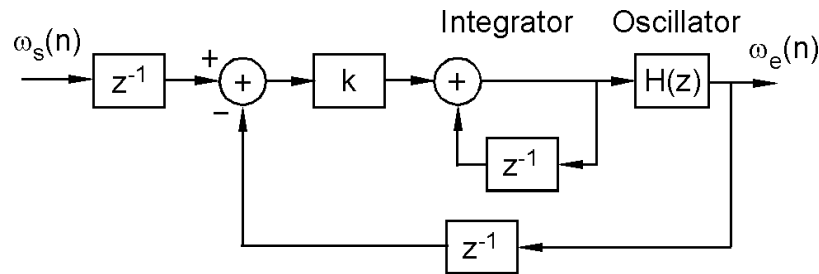 Integrator Oscillator
ωs(n) ωe(n)
z-1 + + − k + H(z)
z-1
z-1